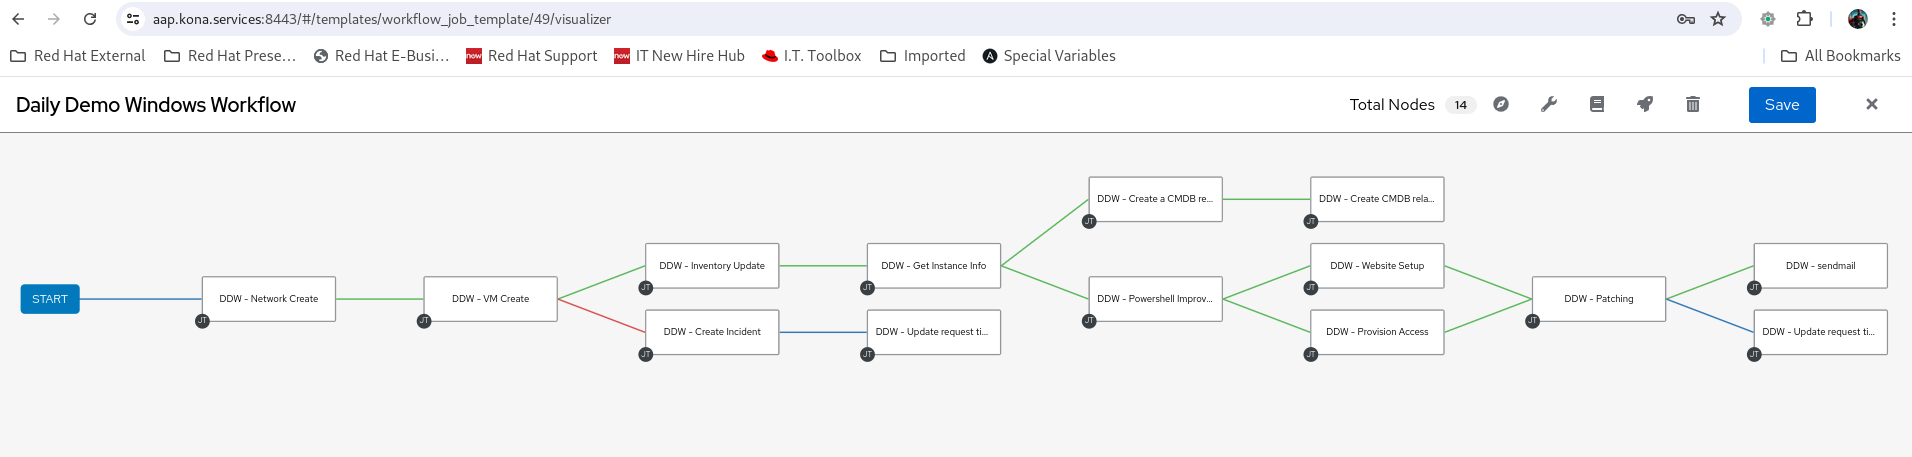 aap.kona.services:8443/#/templates/workflow_job_template/49/visualizer
Red Hat External Red Hat Prese... Red Hat E-Busi... now Red Hat Support now IT New Hire Hub I.T. Toolbox Imported A Special Variables All Bookmarks
Daily Demo Windows Workflow Total Nodes 14 Save
DDW - Create a CMDB re... DDW - Create CMDB rela...
JT JT
DDW - Inventory Update DDW - Get Instance Info DDW - Website Setup DDW - sendmail
JT JT JT JT
START DDW - Network Create DDW - VM Create DDW - Powershell Improv... DDW - Patching
JT JT JT JT
DDW - Create Incident DDW - Update request ti... DDW - Provision Access DDW - Update request ti...
JT JT JT JT